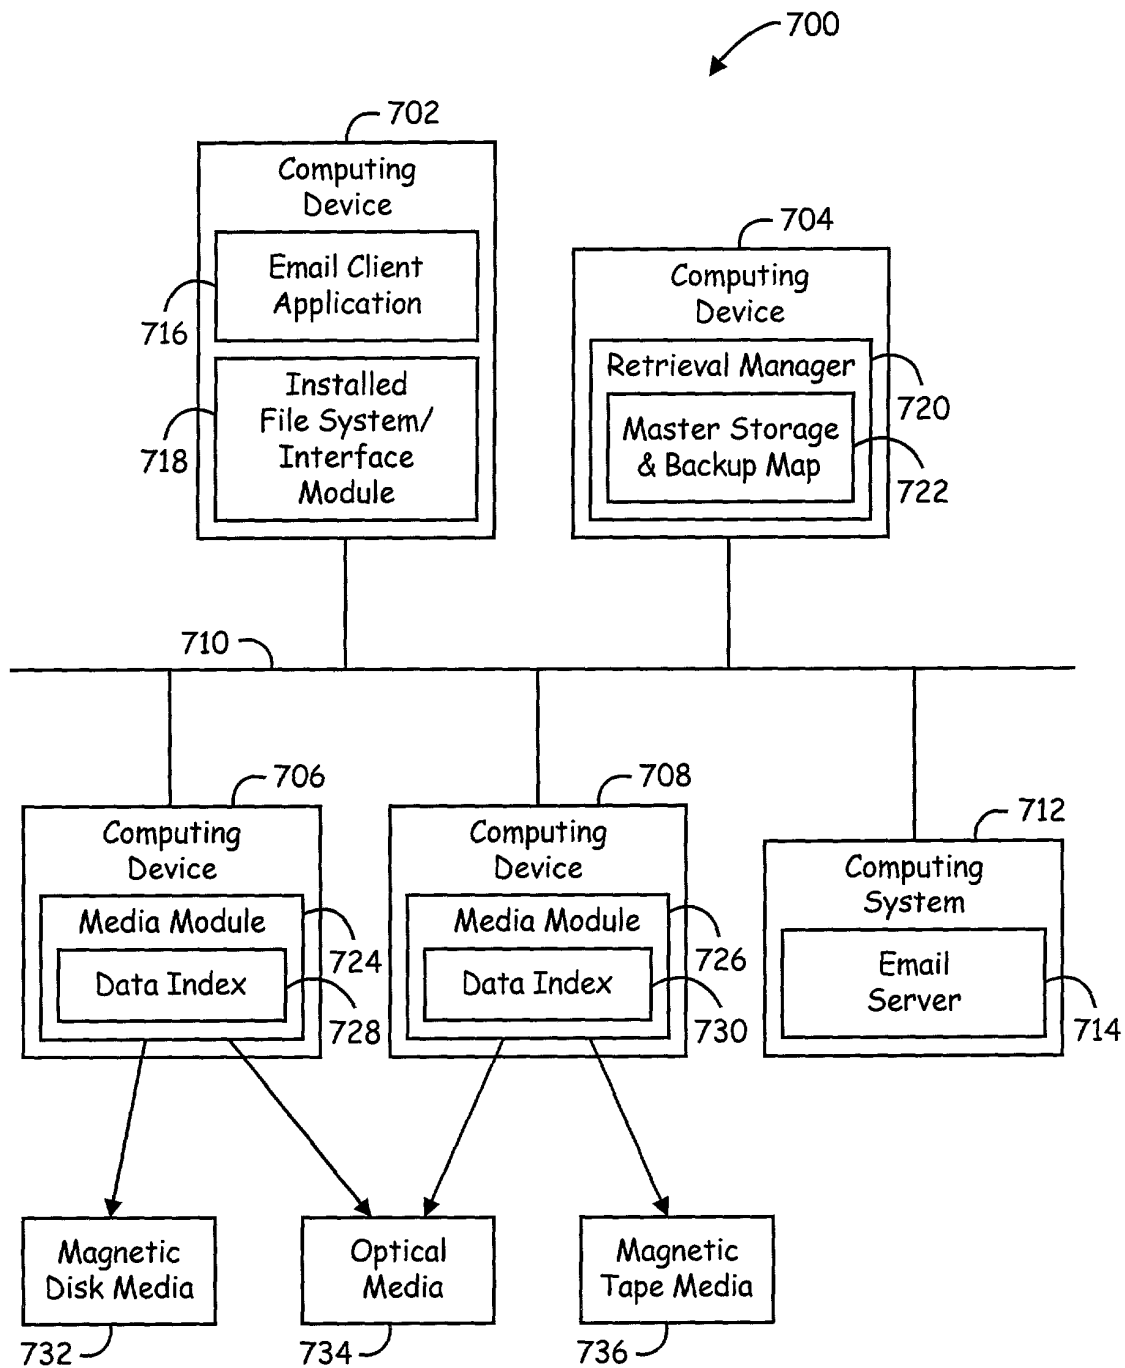 700
702
Computing
Device
Email Client
Application
716
Installed
File System/
Interface
Module
718
704
Computing
Device
Retrieval Manager
720
Master Storage
& Backup Map
722
710
706
Computing
Device
Media Module
724
Data Index
728
708
Computing
Device
Media Module
726
Data Index
730
712
Computing
System
Email
Server
714
Magnetic
Disk Media
732
Optical
Media
734
Magnetic
Tape Media
736